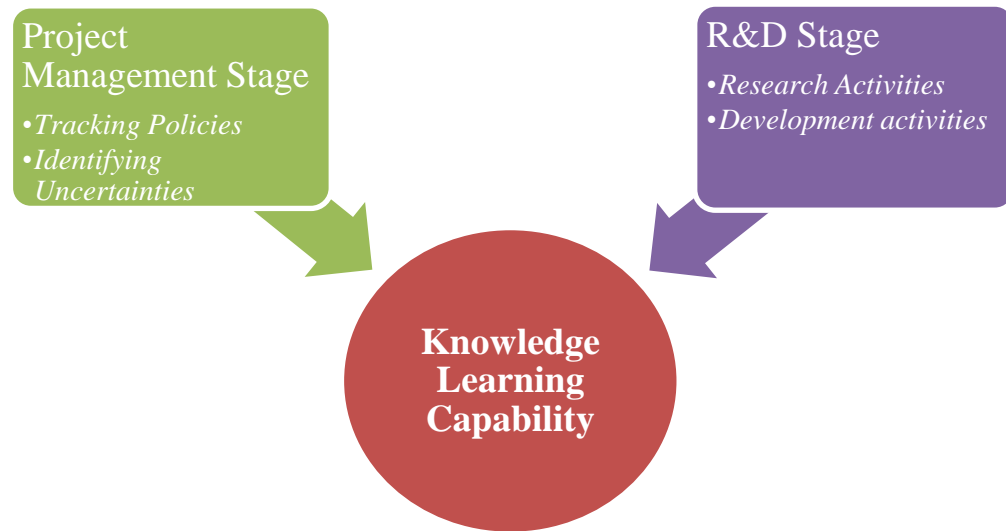 Project
Management Stage
•Tracking Policies
•Identifying
Uncertainties
R&D Stage
•Research Activities
•Development activities
Knowledge
Learning
Capability